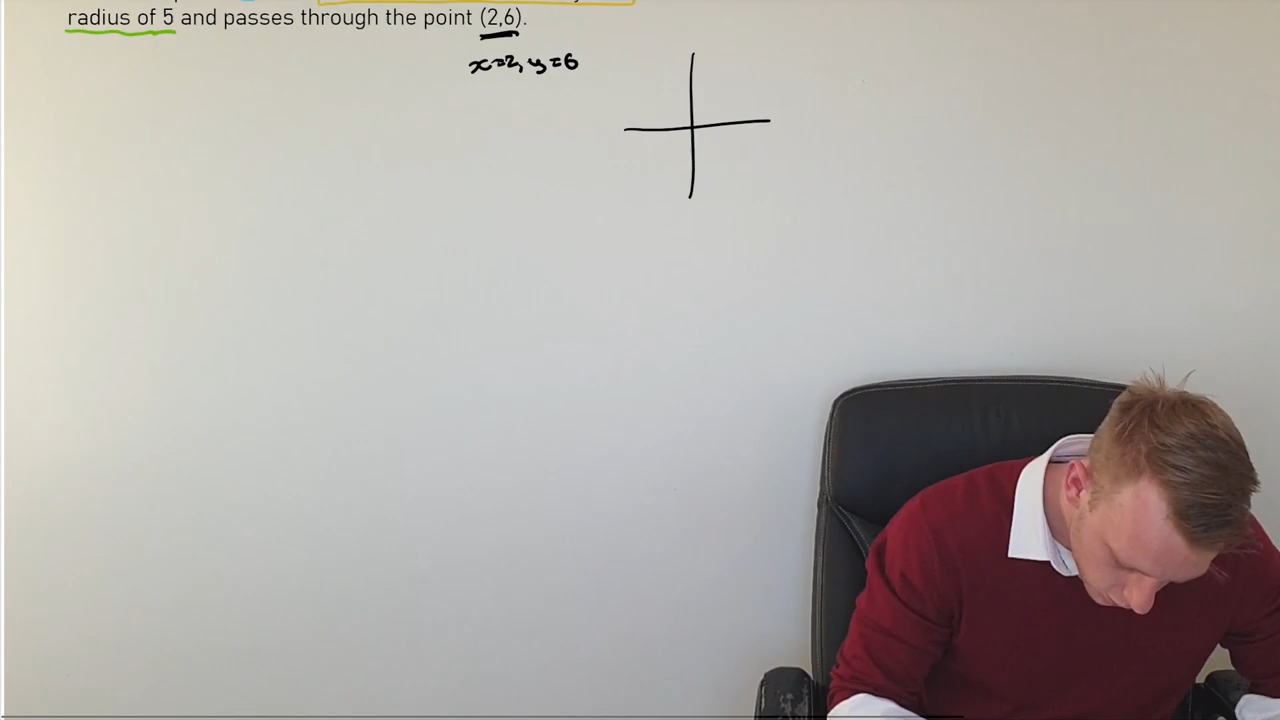 radius of 5 and passes through the point (2,6).
x=2, y=6